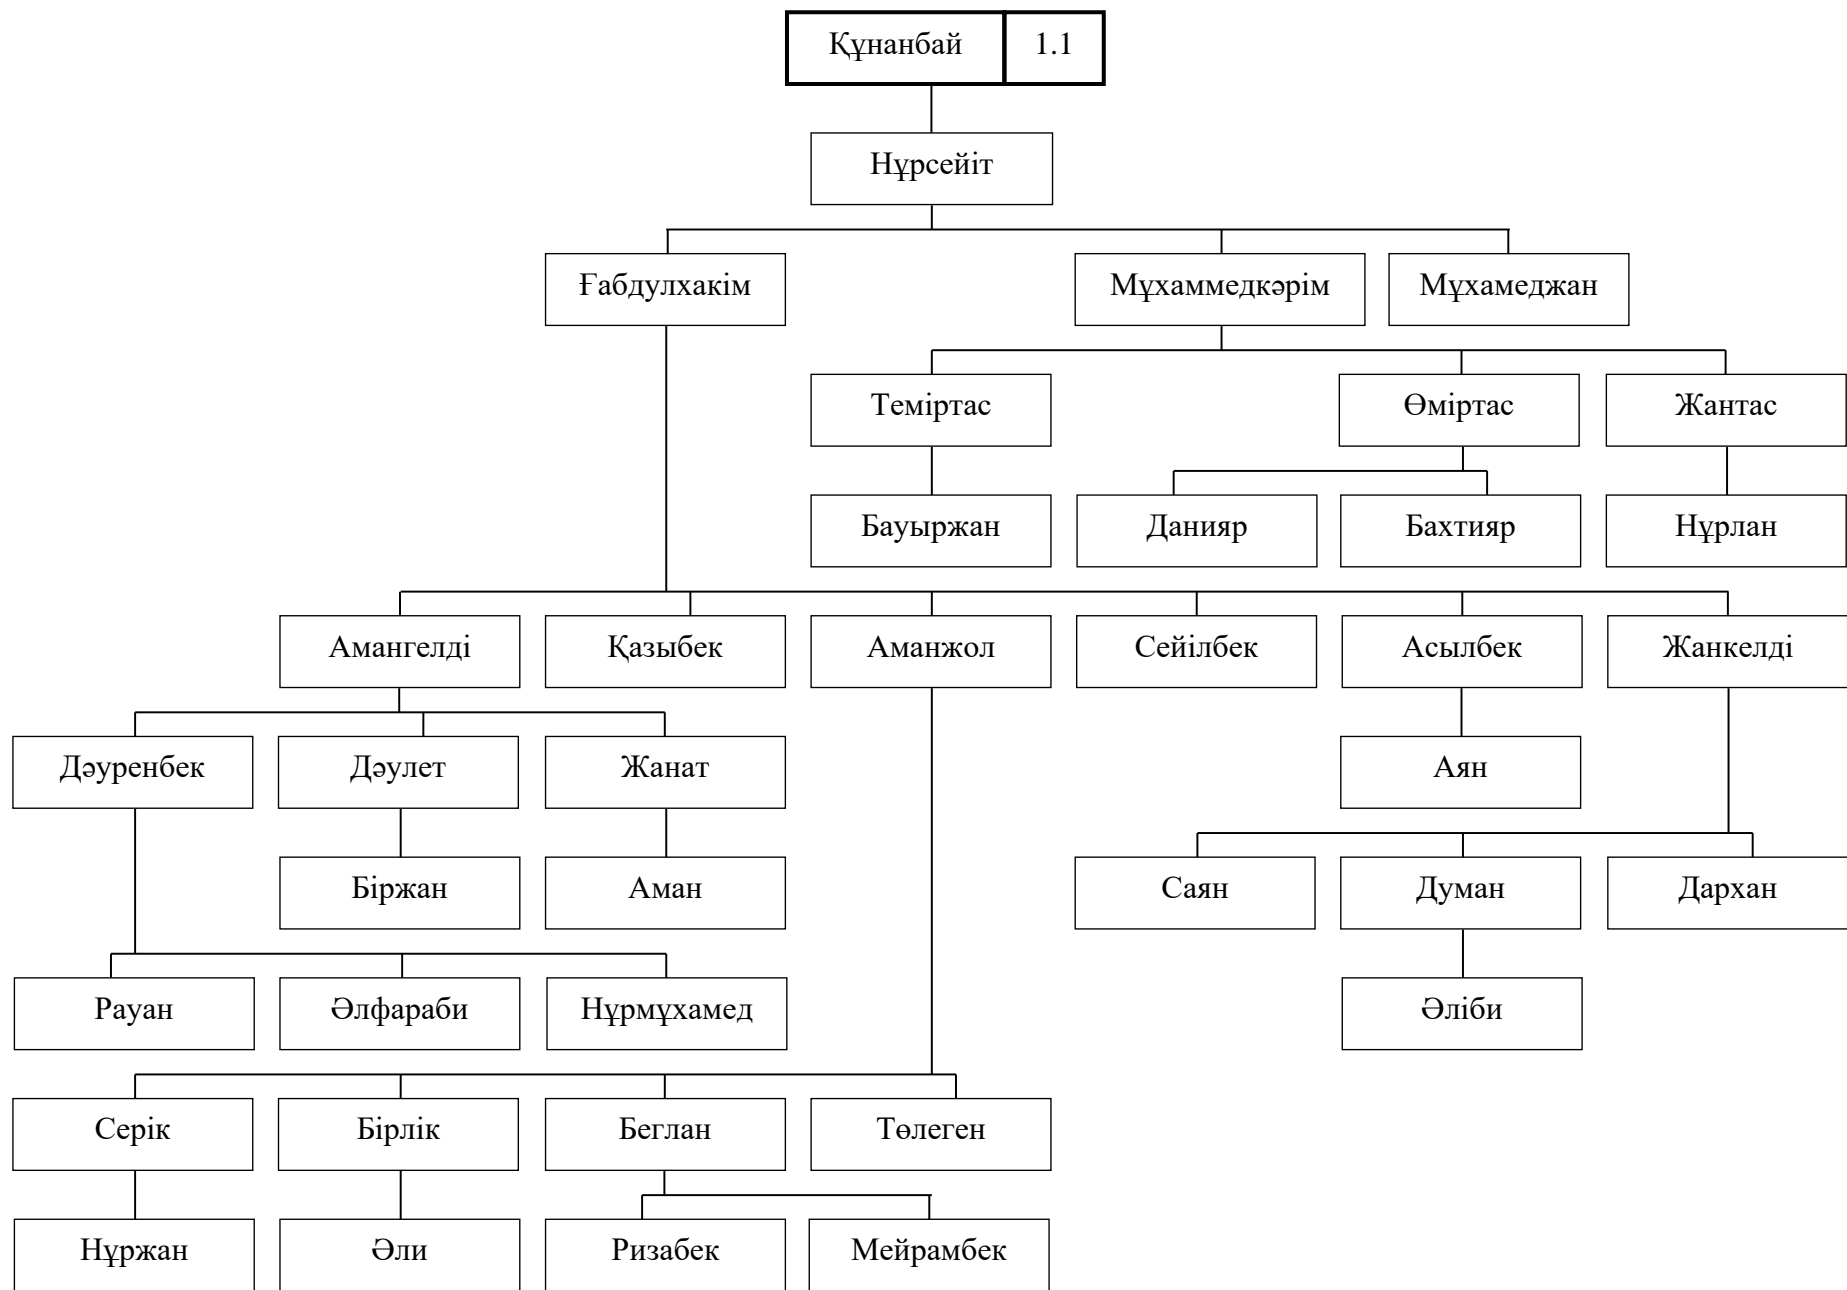 Құнанбай 1.1
Нұрсейіт
Ғабдулхакім Мұхаммедкәрім Мұхамеджан
Теміртас Өміртас Жантас
Бауыржан Данияр Бахтияр Нұрлан
Амангелді Қазыбек Аманжол Сейілбек Асылбек Жанкелді
Дәуренбек Дәулет Жанат Аян
Біржан Аман Саян Думан Дархан
Рауан Әлфараби Нұрмұхамед Әліби
Серік Бірлік Беглан Төлеген
Нұржан Әли Ризабек Мейрамбек